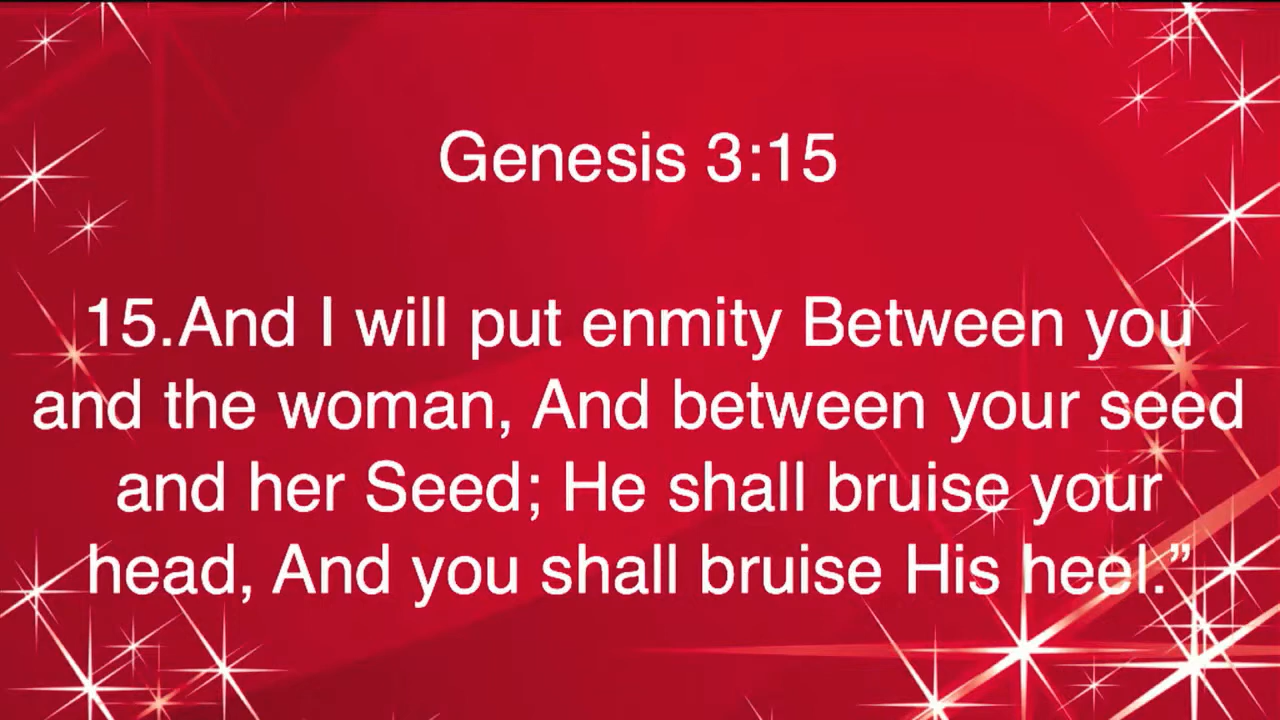 Genesis 3:15
15.And I will put enmity Between you
and the woman, And between your seed
and her Seed; He shall bruise your
head, And you shall bruise His heel.”